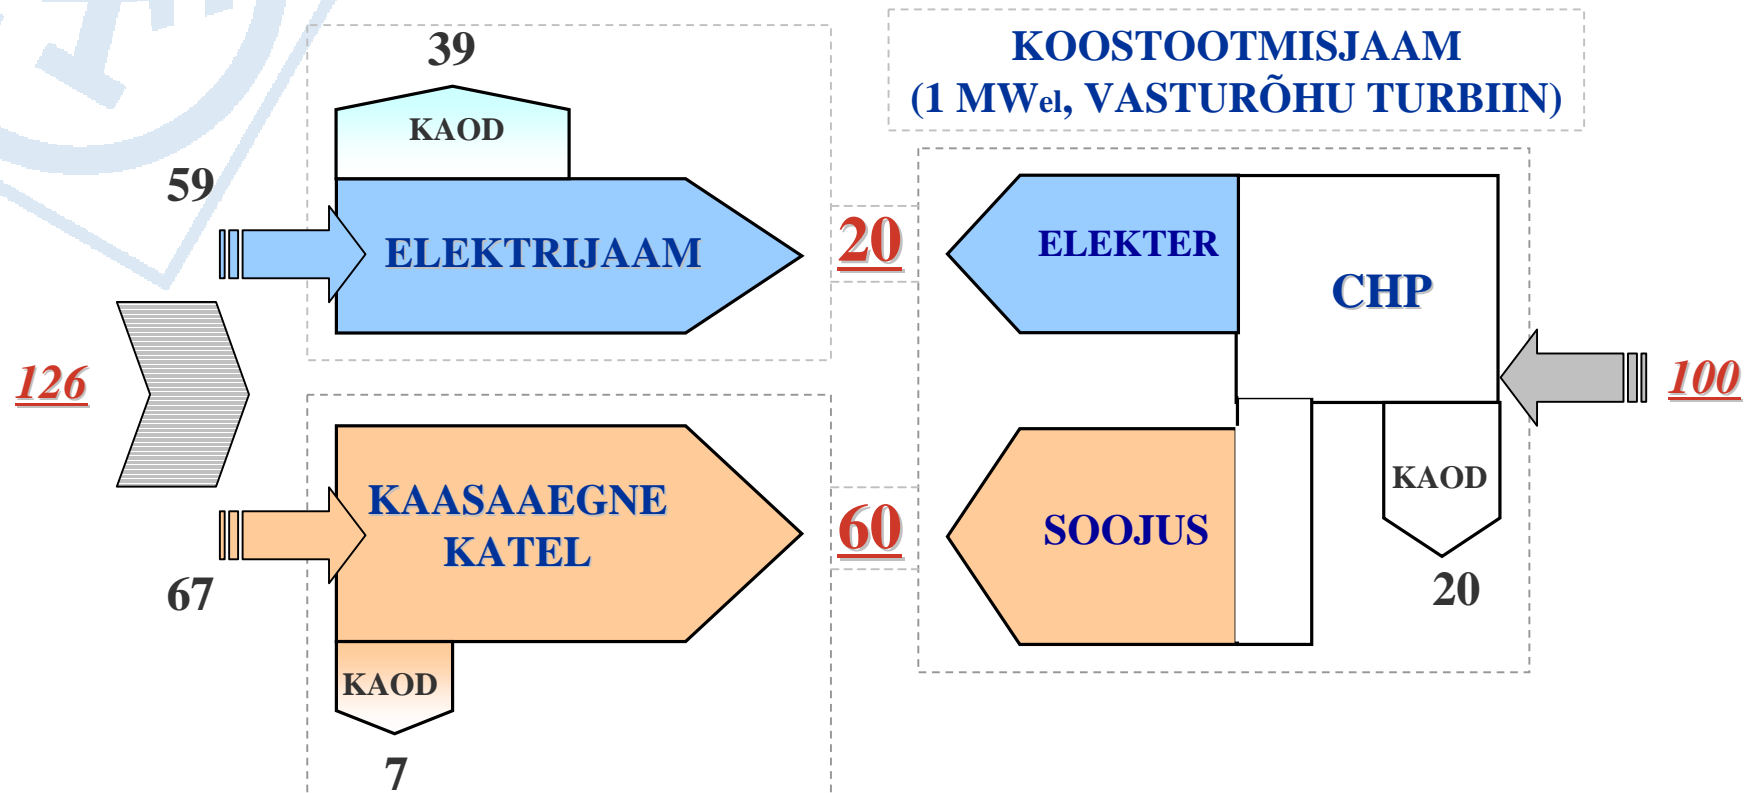 39
KAOD
59
ELEKTRIJAAM
126
KAASAAEGNE
KATEL
67
KAOD
7
20
60
KOOSTOOTMISJAAM
(1 MWel, VASTURÕHU TURBIIN)
ELEKTER
CHP
100
SOOJUS
KAOD
20